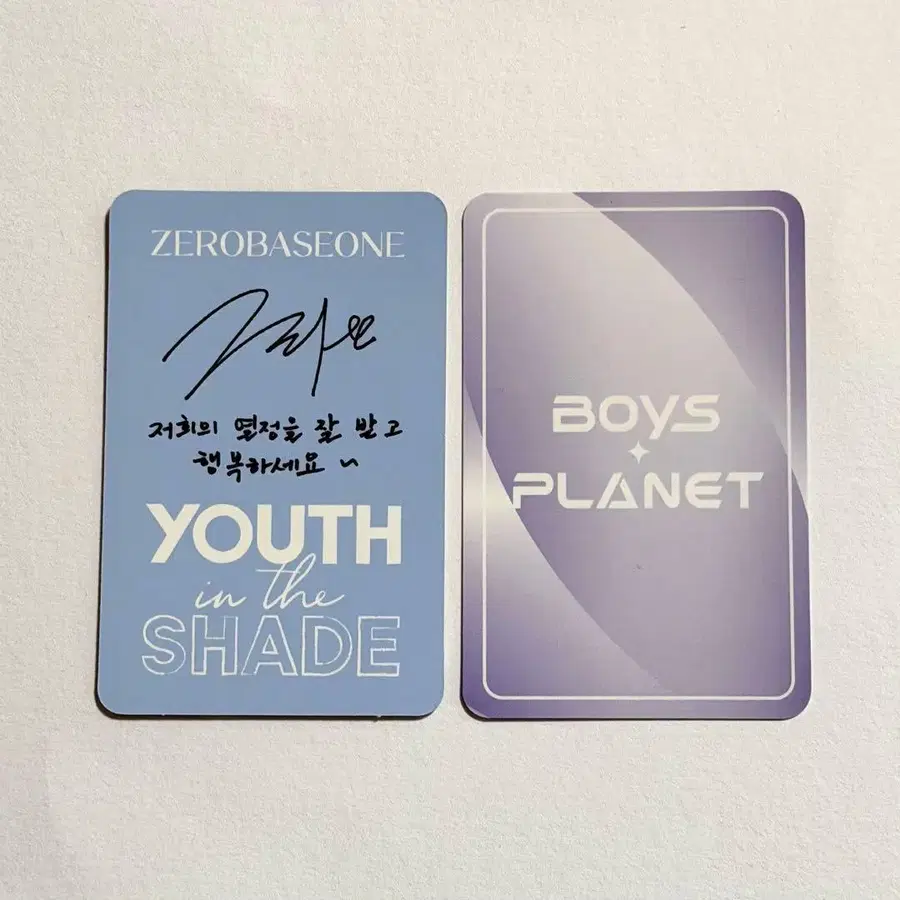 ZEROBASEONE
저희의 열정을 잘 받고
행복하세요 ~
YOUTH
in the
SHADE
BOYS
PLANET